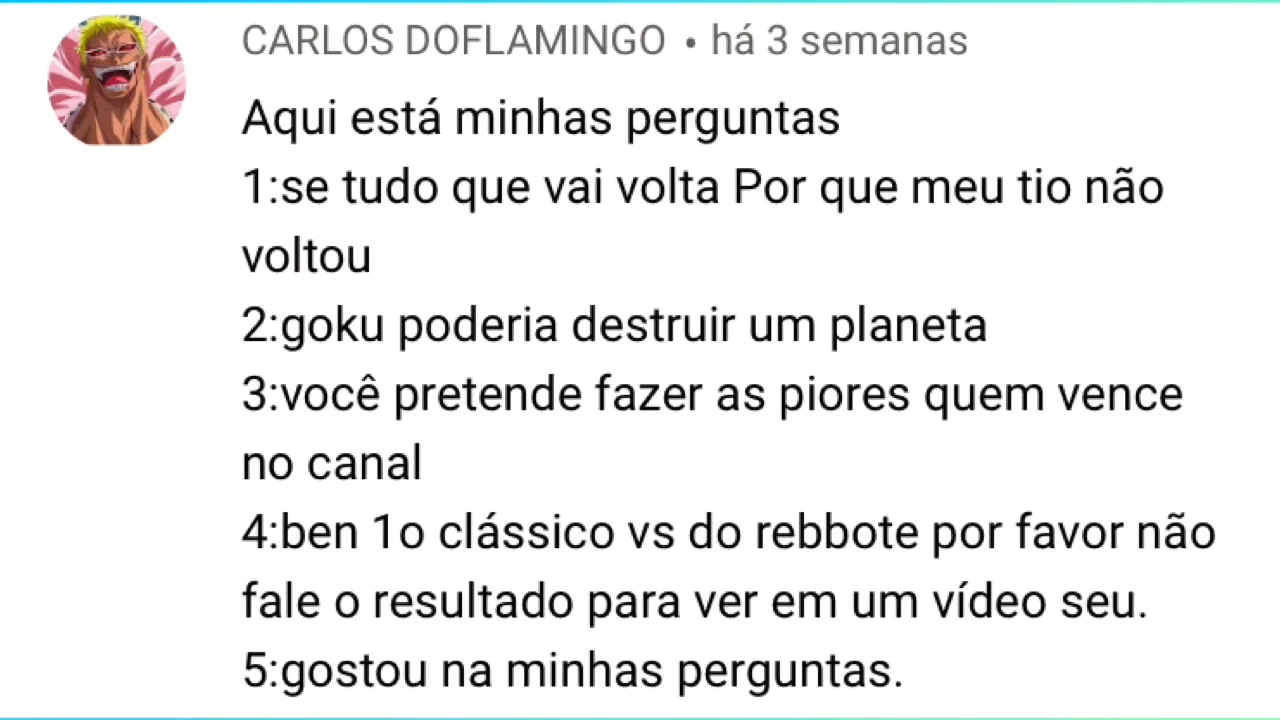 CARLOS DOFLAMINGO • há 3 semanas
Aqui está minhas perguntas
1:se tudo que vai volta Por que meu tio não
voltou
2:goku poderia destruir um planeta
3:você pretende fazer as piores quem vence
no canal
4:ben 1o clássico vs do rebbote por favor não
fale o resultado para ver em um vídeo seu.
5:gostou na minhas perguntas.